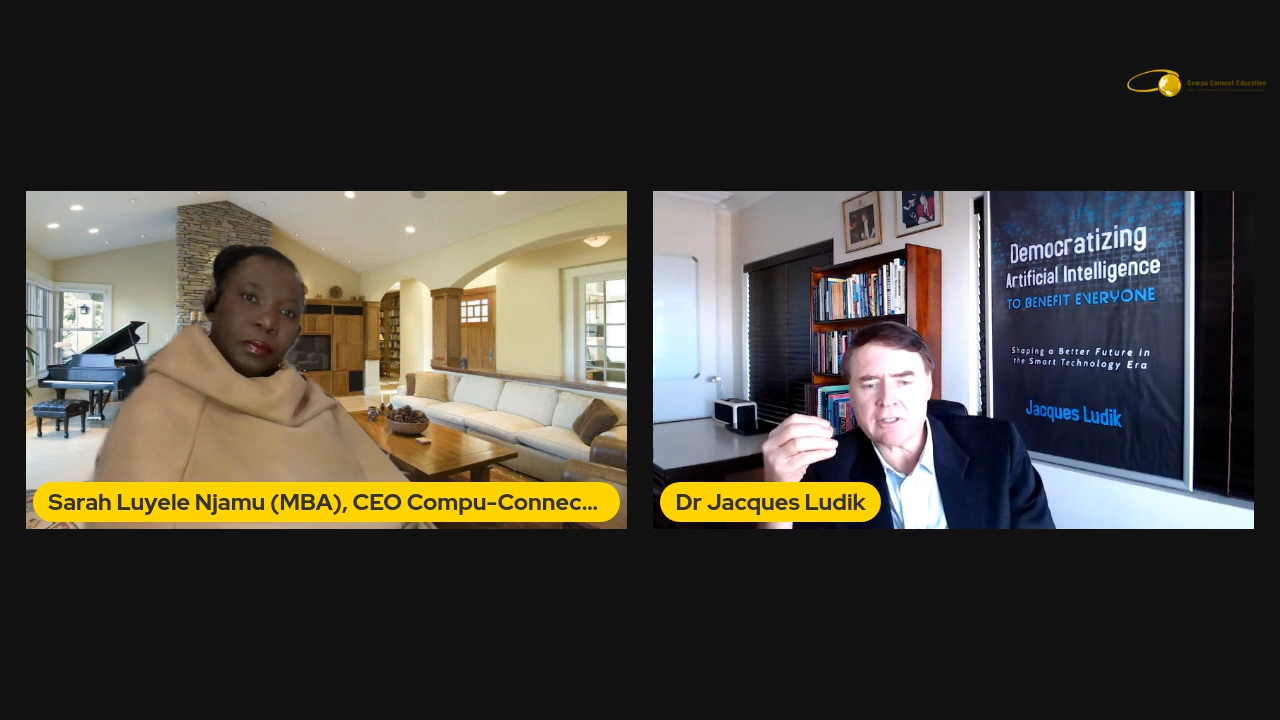 Compu Connect Education
Democratizing
Artificial Intelligence
TO BENEFIT EVERYONE
Shaping a Better Future in
the Smart Technology Era
Jacques Ludik
Sarah Luyele Njamu (MBA), CEO Compu-Connec...
Dr Jacques Ludik